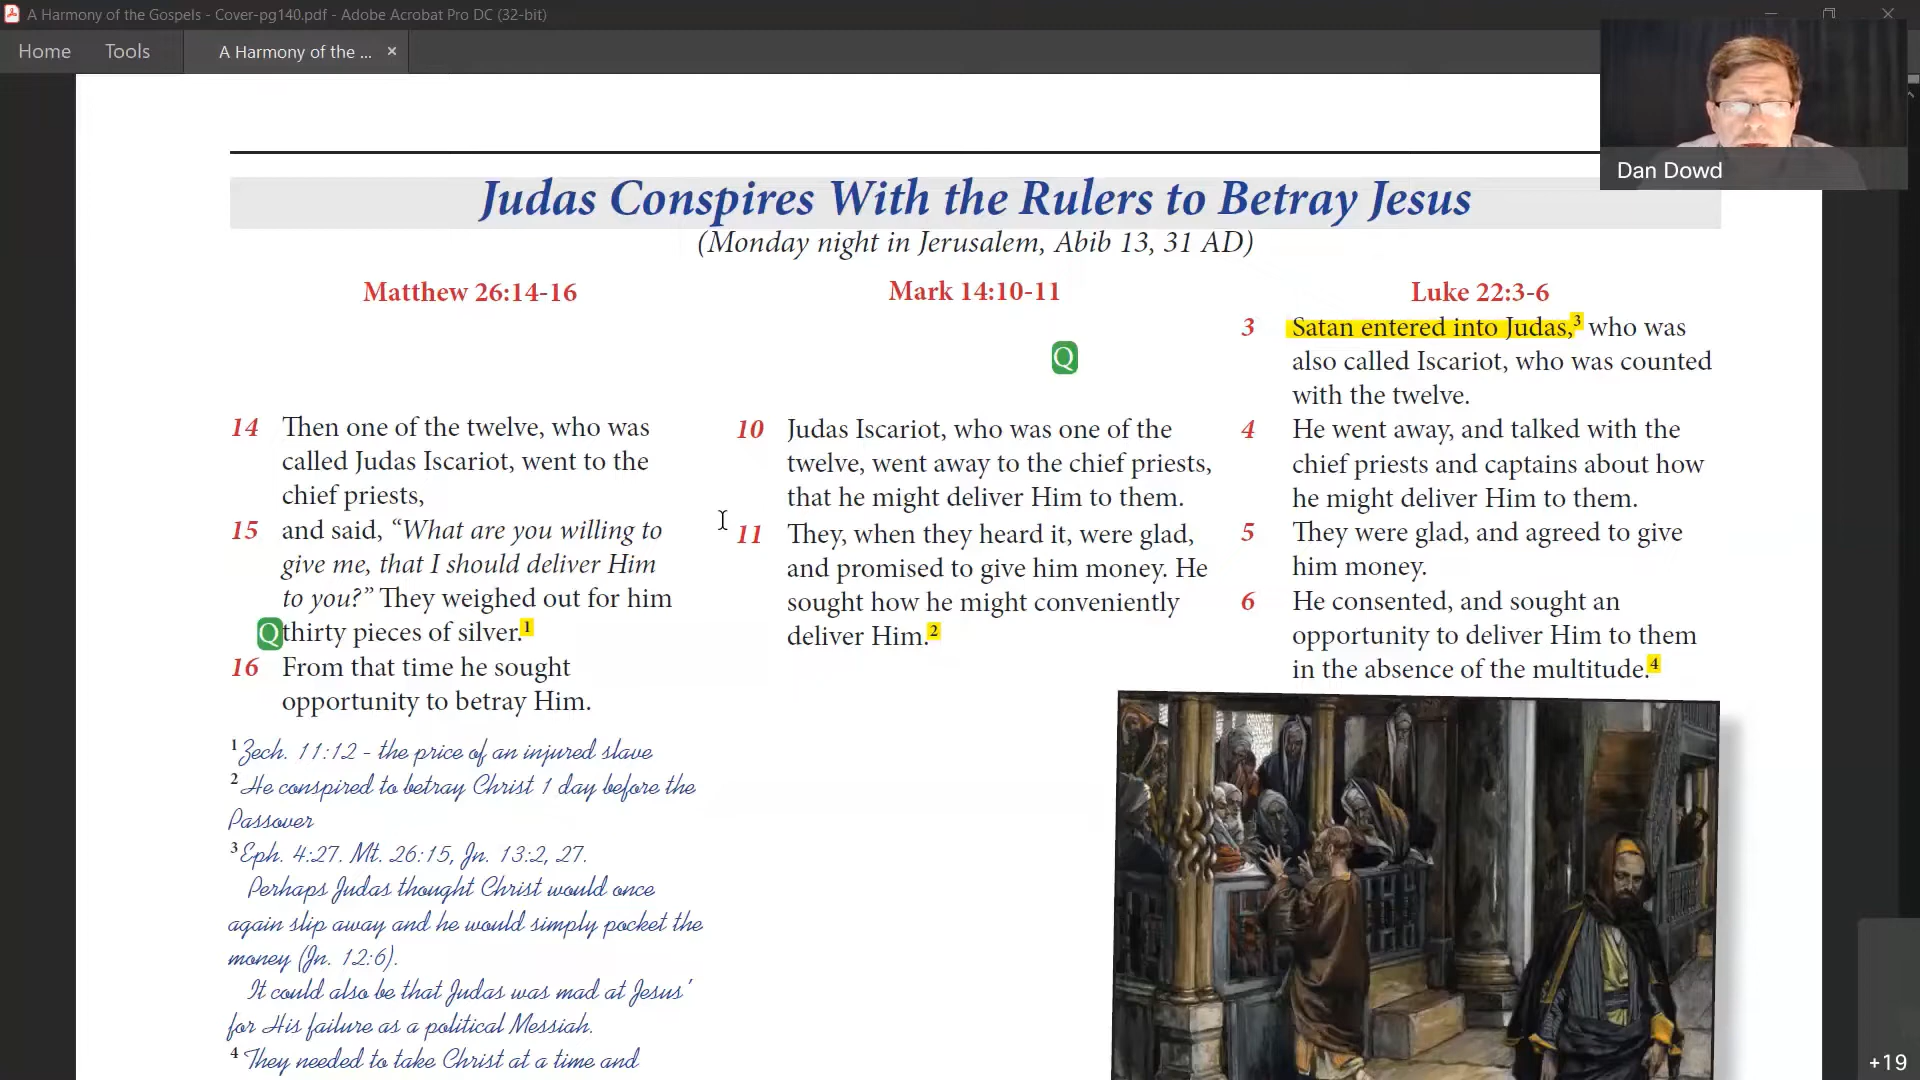 A Harmony of the Gospels - Cover-pg140.pdf - Adobe Acrobat Pro DC (32-bit)
Home Tools A Harmony of the ... ×
Dan Dowd
Judas Conspires With the Rulers to Betray Jesus
(Monday night in Jerusalem, Abib 13, 31 AD)
Matthew 26:14-16
14 Then one of the twelve, who was
called Judas Iscariot, went to the
chief priests,
15 and said, “What are you willing to
give me, that I should deliver Him
to you?” They weighed out for him
Q thirty pieces of silver.1
16 From that time he sought
opportunity to betray Him.
Mark 14:10-11
Q
10 Judas Iscariot, who was one of the
twelve, went away to the chief priests,
that he might deliver Him to them.
11 They, when they heard it, were glad,
and promised to give him money. He
sought how he might conveniently
deliver Him.2
Luke 22:3-6
3 Satan entered into Judas,3 who was
also called Iscariot, who was counted
with the twelve.
4 He went away, and talked with the
chief priests and captains about how
he might deliver Him to them.
5 They were glad, and agreed to give
him money.
6 He consented, and sought an
opportunity to deliver Him to them
in the absence of the multitude.4
1 Zech. 11:12 - the price of an injured slave
2 He conspired to betray Christ 1 day before the
Passover
3 Eph. 4:27. Mt. 26:15, Jn. 13:2, 27.
Perhaps Judas thought Christ would once
again slip away and he would simply pocket the
money (Jn. 12:6).
It could also be that Judas was mad at Jesus’
for His failure as a political Messiah.
4 They needed to take Christ at a time and
+19